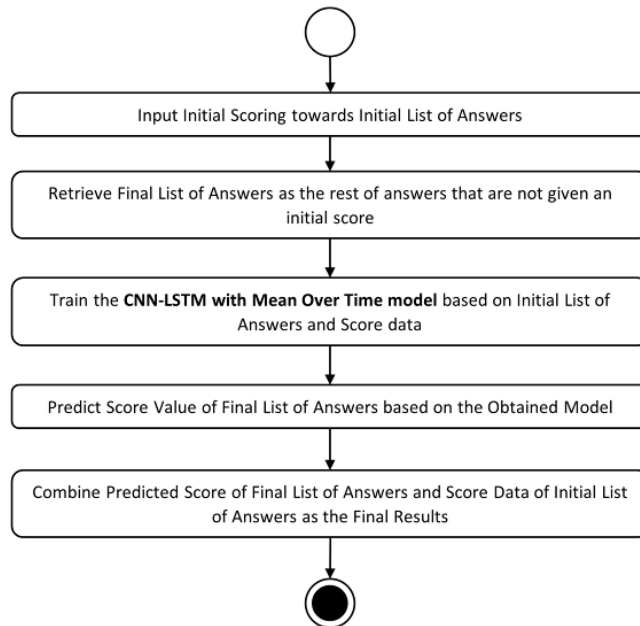 Input Initial Scoring towards Initial List of Answers
Retrieve Final List of Answers as the rest of answers that are not given an
initial score
Train the CNN-LSTM with Mean Over Time model based on Initial List of
Answers and Score data
Predict Score Value of Final List of Answers based on the Obtained Model
Combine Predicted Score of Final List of Answers and Score Data of Initial List
of Answers as the Final Results